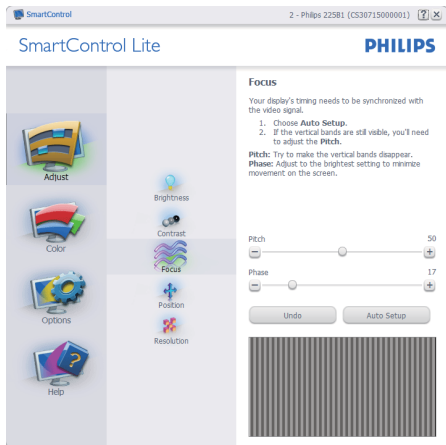 SmartControl
2 - Philips 225B1 (CS30715000001)
SmartControl Lite
PHILIPS
Adjust
Color
Options
Help
Brightness
Contrast
Focus
Position
Resolution
Focus
Your display's timing needs to be synchronized with
the video signal.
1. Choose Auto Setup.
2. If the vertical bands are still visible, you'll need
to adjust the Pitch.
Pitch: Try to make the vertical bands disappear.
Phase: Adjust to the brightest setting to minimize
movement on the screen.
Pitch 50
Phase 17
Undo Auto Setup